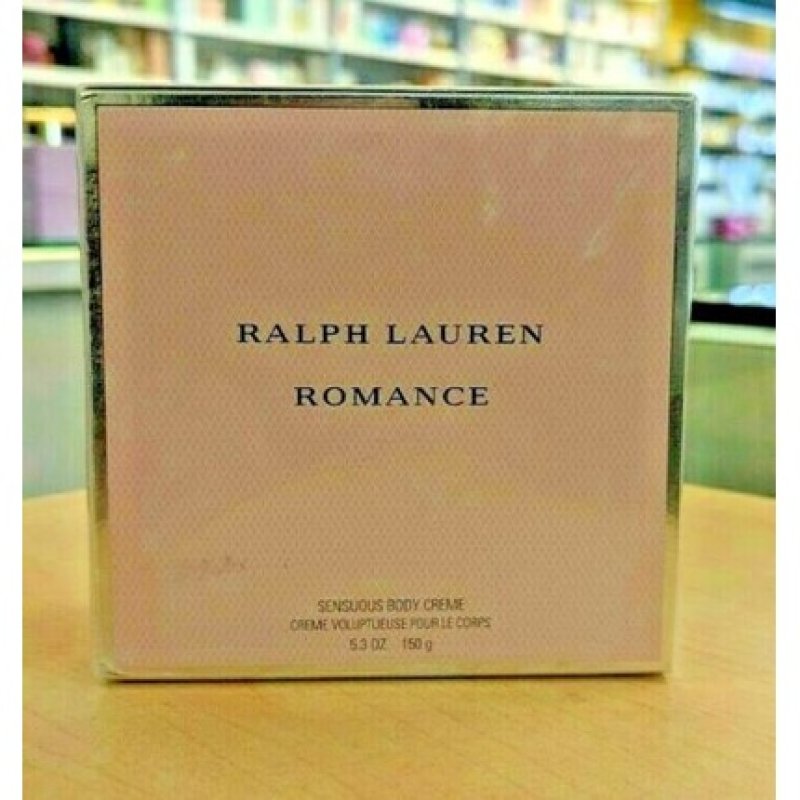 RALPH LAUREN
ROMANCE
SENSUOUS BODY CREME
CREME VOLUPTUEUSE POUR LE CORPS
5.3 OZ 150 g